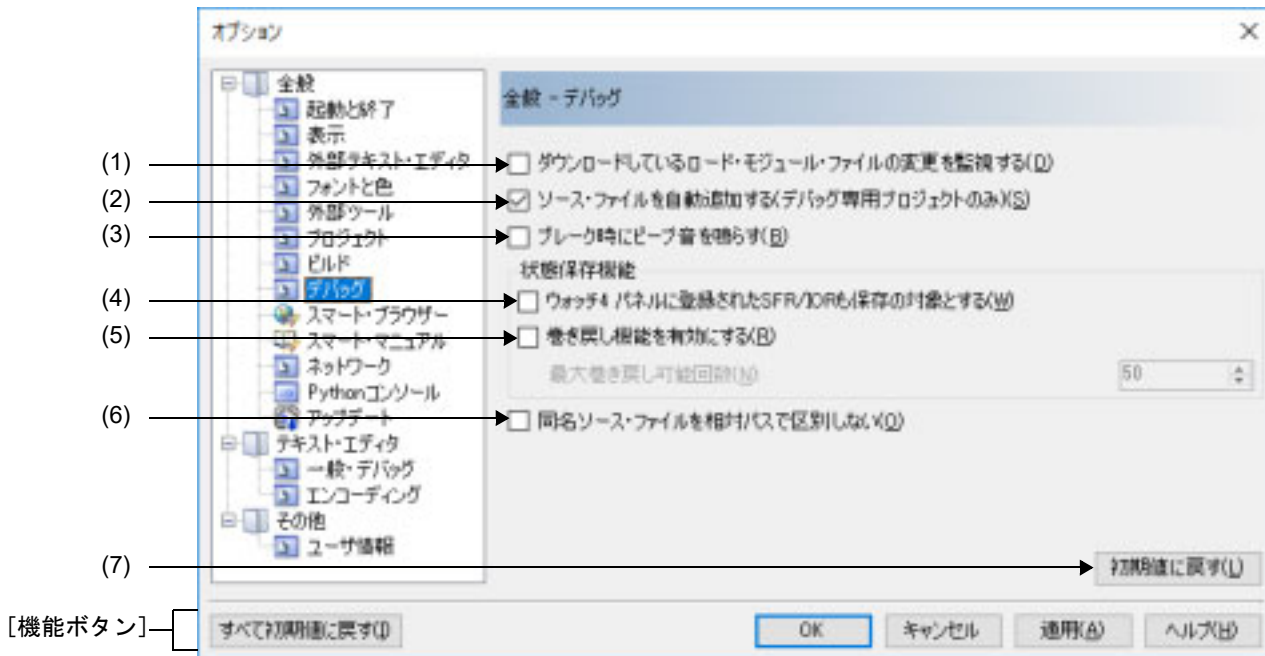 オプション
全般
起動と終了
表示
外部テキスト・エディタ
フォントと色
外部ツール
プロジェクト
ビルド
デバッグ
スマート・ブラウザー
スマート・マニュアル
ネットワーク
Pythonコンソール
アップデート
テキスト・エディタ
一般・デバッグ
エンコーディング
その他
ユーザ情報
全般 - デバッグ
(1)
ダウンロードしているロード・モジュール・ファイルの変更を監視する(D)
(2)
ソース・ファイルを自動追加する(デバッグ専用プロジェクトのみ)(S)
(3)
ブレーク時にビープ音を鳴らす(B)
状態保存機能
(4)
ウォッチ4 パネルに登録されたSFR/IORも保存の対象とする(W)
(5)
巻き戻し機能を有効にする(R)
最大巻き戻し可能回数(N)
50
(6)
同名ソース・ファイルを相対パスで区別しない(O)
(7)
初期値に戻す(L)
[機能ボタン]
すべて初期値に戻す(I)
OK
キャンセル
適用(A)
ヘルプ(H)